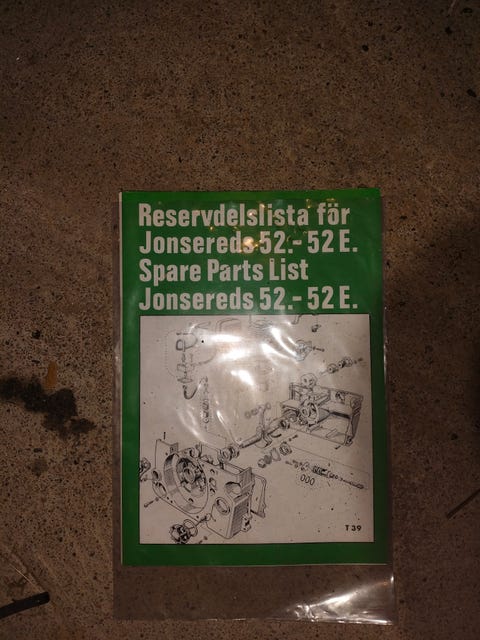 Reservdelslista för
Jonsereds 52.- 52 E.
Spare Parts List
Jonsereds 52.- 52 E.
T 39